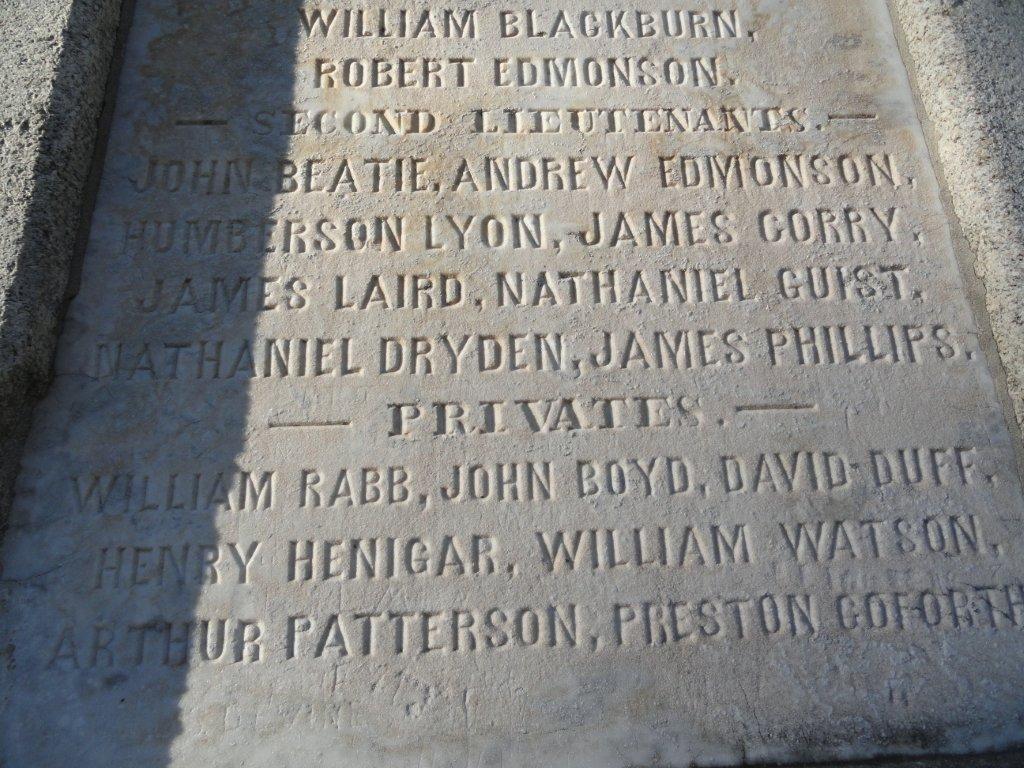 WILLIAM BLACKBURN,
ROBERT EDMONSON.
— SECOND LIEUTENANTS. —
JOHN BEATIE, ANDREW EDMONSON,
HUMBERSON LYON, JAMES CORRY,
JAMES LAIRD, NATHANIEL GUIST.
NATHANIEL DRYDEN, JAMES PHILLIPS.
— PRIVATES. —
WILLIAM RABB, JOHN BOYD, DAVID DUFF,
HENRY HENIGAR, WILLIAM WATSON,
ARTHUR PATTERSON, PRESTON GOFORTH